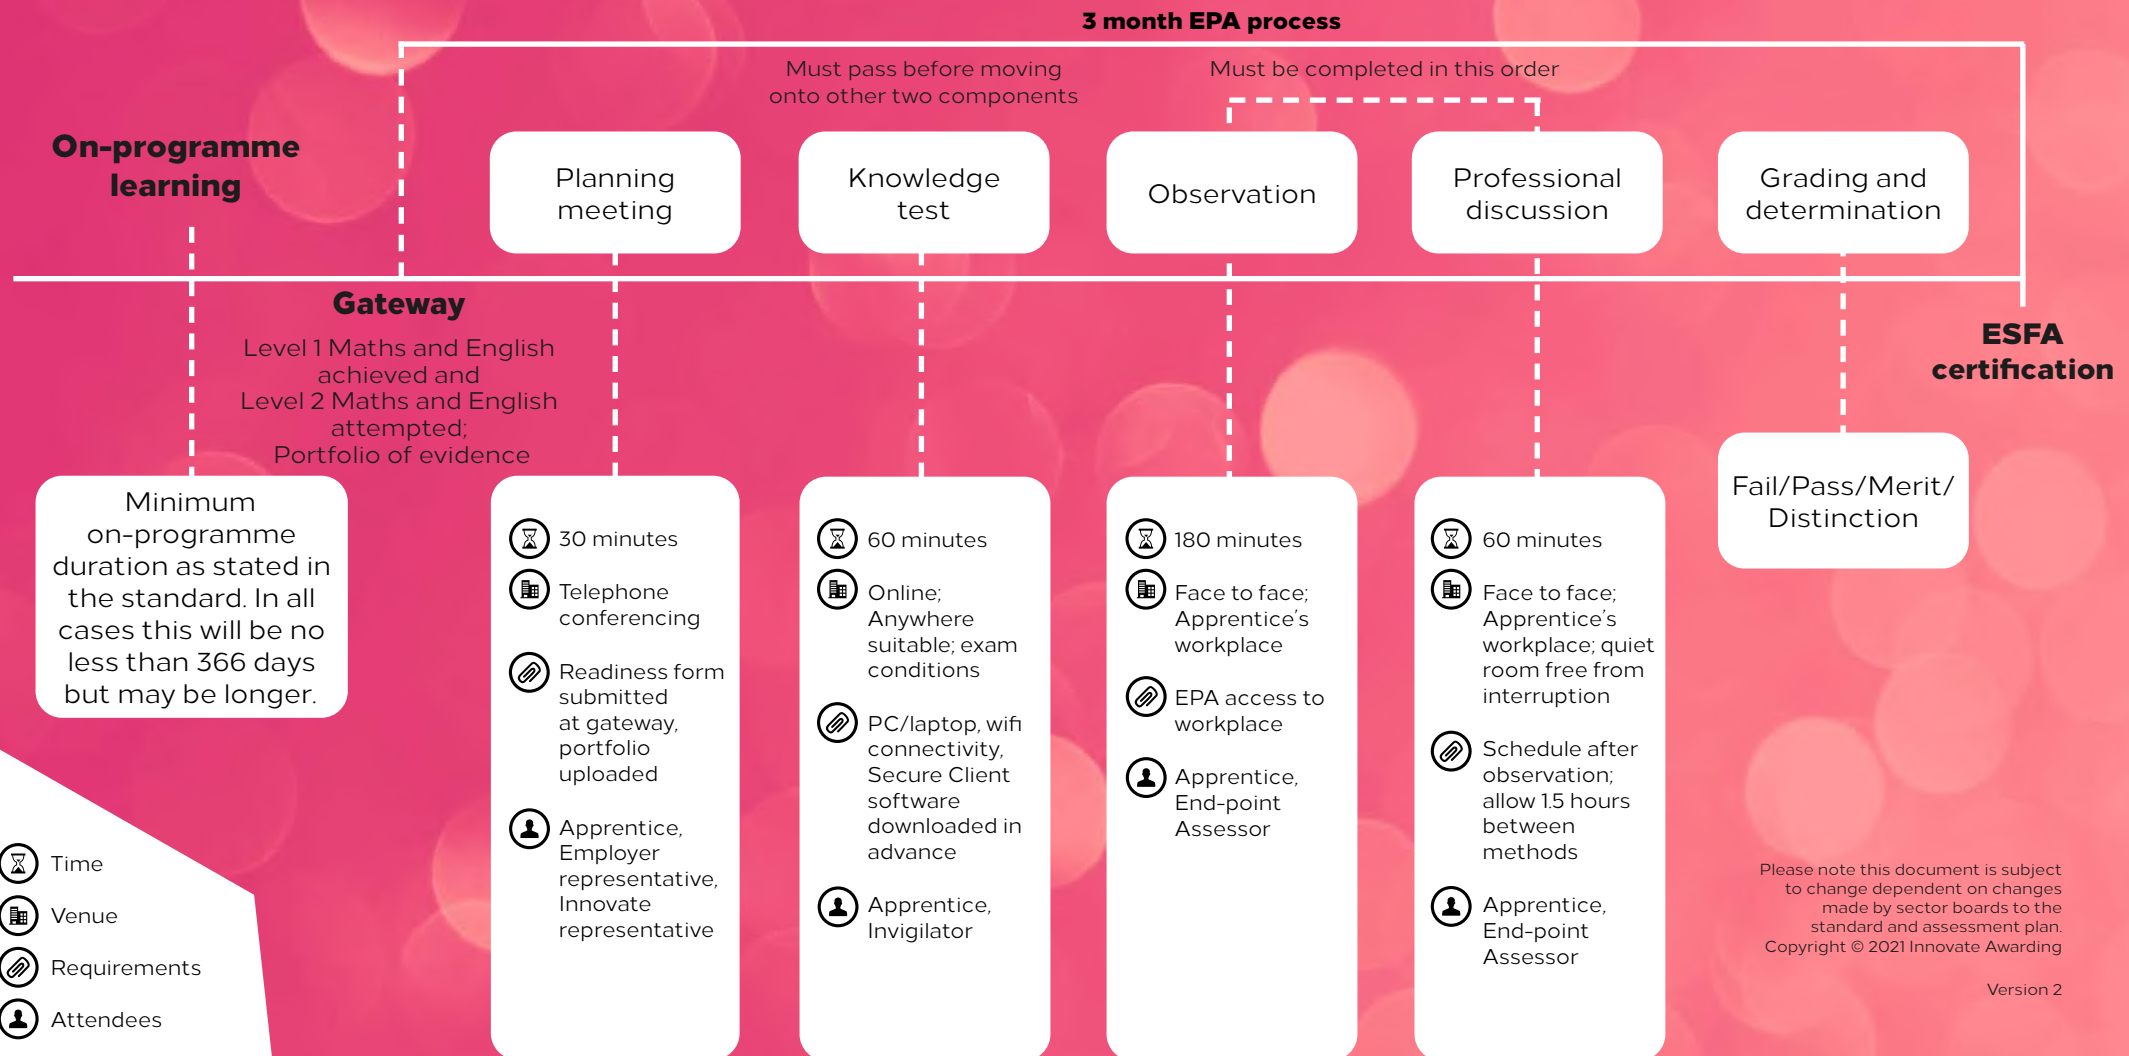 3 month EPA process
Must pass before moving
onto other two components
Must be completed in this order
On-programme
learning
Planning
meeting
Knowledge
test
Observation
Professional
discussion
Grading and
determination
Gateway
Level 1 Maths and English
achieved and
Level 2 Maths and English
attempted;
Portfolio of evidence
ESFA
certification
Minimum
on-programme
duration as stated in
the standard. In all
cases this will be no
less than 366 days
but may be longer.
30 minutes
Telephone
conferencing
Readiness form
submitted
at gateway,
portfolio
uploaded
Apprentice,
Employer
representative,
Innovate
representative
60 minutes
Online;
Anywhere
suitable; exam
conditions
PC/laptop, wifi
connectivity,
Secure Client
software
downloaded in
advance
Apprentice,
Invigilator
180 minutes
Face to face;
Apprentice's
workplace
EPA access to
workplace
Apprentice,
End-point
Assessor
60 minutes
Face to face;
Apprentice's
workplace; quiet
room free from
interruption
Schedule after
observation;
allow 1.5 hours
between
methods
Apprentice,
End-point
Assessor
Fail/Pass/Merit/
Distinction
Time
Venue
Requirements
Attendees
Please note this document is subject
to change dependent on changes
made by sector boards to the
standard and assessment plan.
Copyright © 2021 Innovate Awarding
Version 2